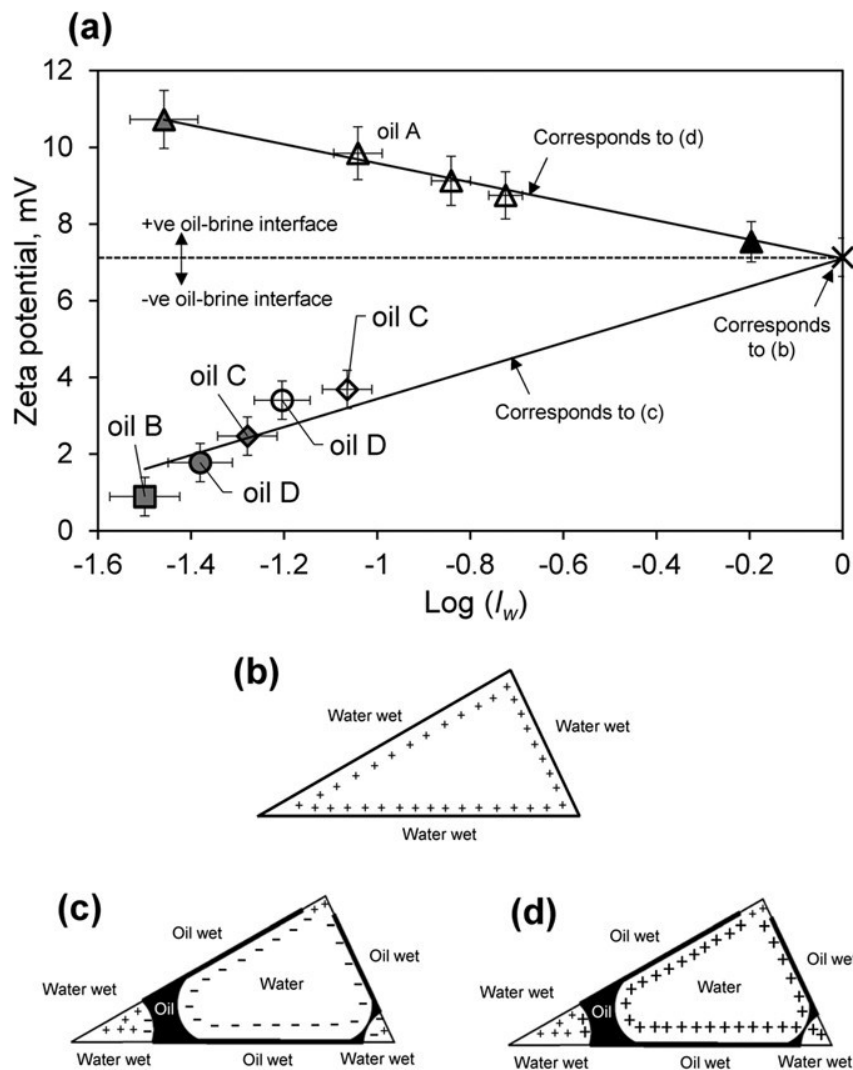 (a)
12
10
8
6
4
2
0
Zeta potential, mV
oil A
Corresponds to (d)
+ve oil-brine interface
-ve oil-brine interface
oil C
Corresponds
to (b)
oil C
Corresponds to (c)
oil B
oil D
oil D
-1.6 -1.4 -1.2 -1 -0.8 -0.6 -0.4 -0.2 0
Log (Iw)
(b)
Water wet
Water wet
Water wet
(c)
Oil wet
Oil wet
Water wet
Oil
Water
Water wet
Oil wet
Water wet
(d)
Oil wet
Oil wet
Water wet
Oil
Water
Water wet
Oil wet
Water wet